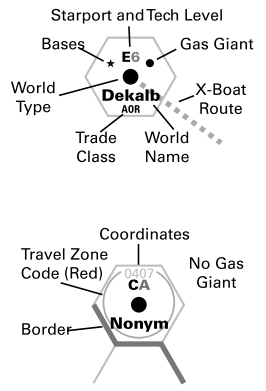 Starport and Tech Level
Bases
Gas Giant
E6
World
Type
Dekalb
AOR
X-Boat
Route
Trade
Class
World
Name
Coordinates
Travel Zone
Code (Red)
0407
No Gas
Giant
CA
Nonym
Border